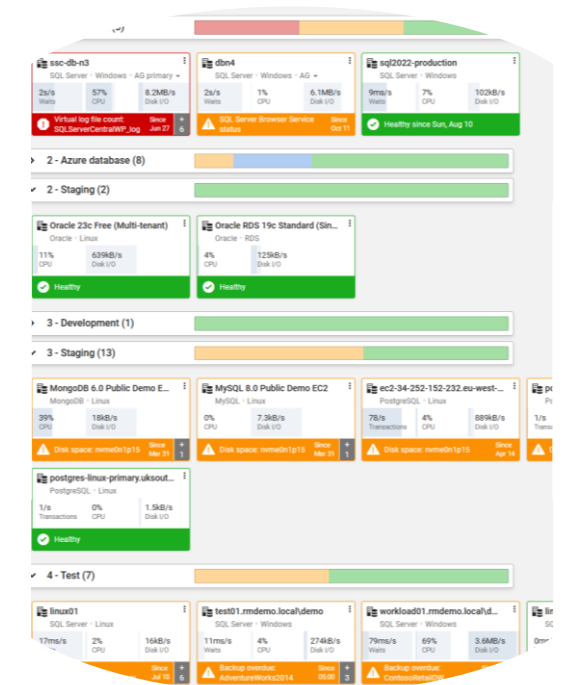 ssc-db-n3
SQL Server · Windows · AG primary
2s/s
57%
8.2MB/s
Waits
CPU
Disk I/O
Virtual log file count:
SQLServerCentralWP_log
Since
Jun 27
+
6
dbn4
SQL Server · Windows · AG
2s/s
1%
6.1MB/s
Waits
CPU
Disk I/O
SQL Server Browser Service
status
Since
Oct 11
sql2022-production
SQL Server · Windows
9ms/s
7%
102kB/s
Waits
CPU
Disk I/O
Healthy since Sun, Aug 10
2 - Azure database (8)
2 - Staging (2)
Oracle 23c Free (Multi-tenant)
Oracle · Linux
11%
639kB/s
CPU
Disk I/O
Healthy
Oracle RDS 19c Standard (Sin...
Oracle · RDS
4%
125kB/s
CPU
Disk I/O
Healthy
3 - Development (1)
3 - Staging (13)
MongoDB 6.0 Public Demo E...
MongoDB · Linux
39%
18kB/s
CPU
Disk I/O
Disk space: nvme0n1p15
Since
Mar 31
+
1
MySQL 8.0 Public Demo EC2
MySQL · Linux
0%
7.3kB/s
CPU
Disk I/O
Disk space: nvme0n1p15
Since
Mar 31
+
1
ec2-34-252-152-232.eu-west-...
PostgreSQL · Linux
78/s
4%
889kB/s
Transactions
CPU
Disk I/O
Disk space: nvme0n1p15
Since
Apr 14
1/s
postgres-linux-primary.uksout...
PostgreSQL · Linux
1/s
0%
1.5kB/s
Transactions
CPU
Disk I/O
Healthy
4 - Test (7)
linux01
SQL Server · Linux
17ms/s
2%
16kB/s
Waits
CPU
Disk I/O
Since
Jul 10
+
6
test01.rmdemo.local\demo
SQL Server · Windows
11ms/s
4%
274kB/s
Waits
CPU
Disk I/O
Backup overdue:
AdventureWorks2014
Since
05:00
+
3
workload01.rmdemo.local\d...
SQL Server · Windows
79ms/s
69%
3.6MB/s
Waits
CPU
Disk I/O
Backup overdue:
ContosoRetailDW
Since